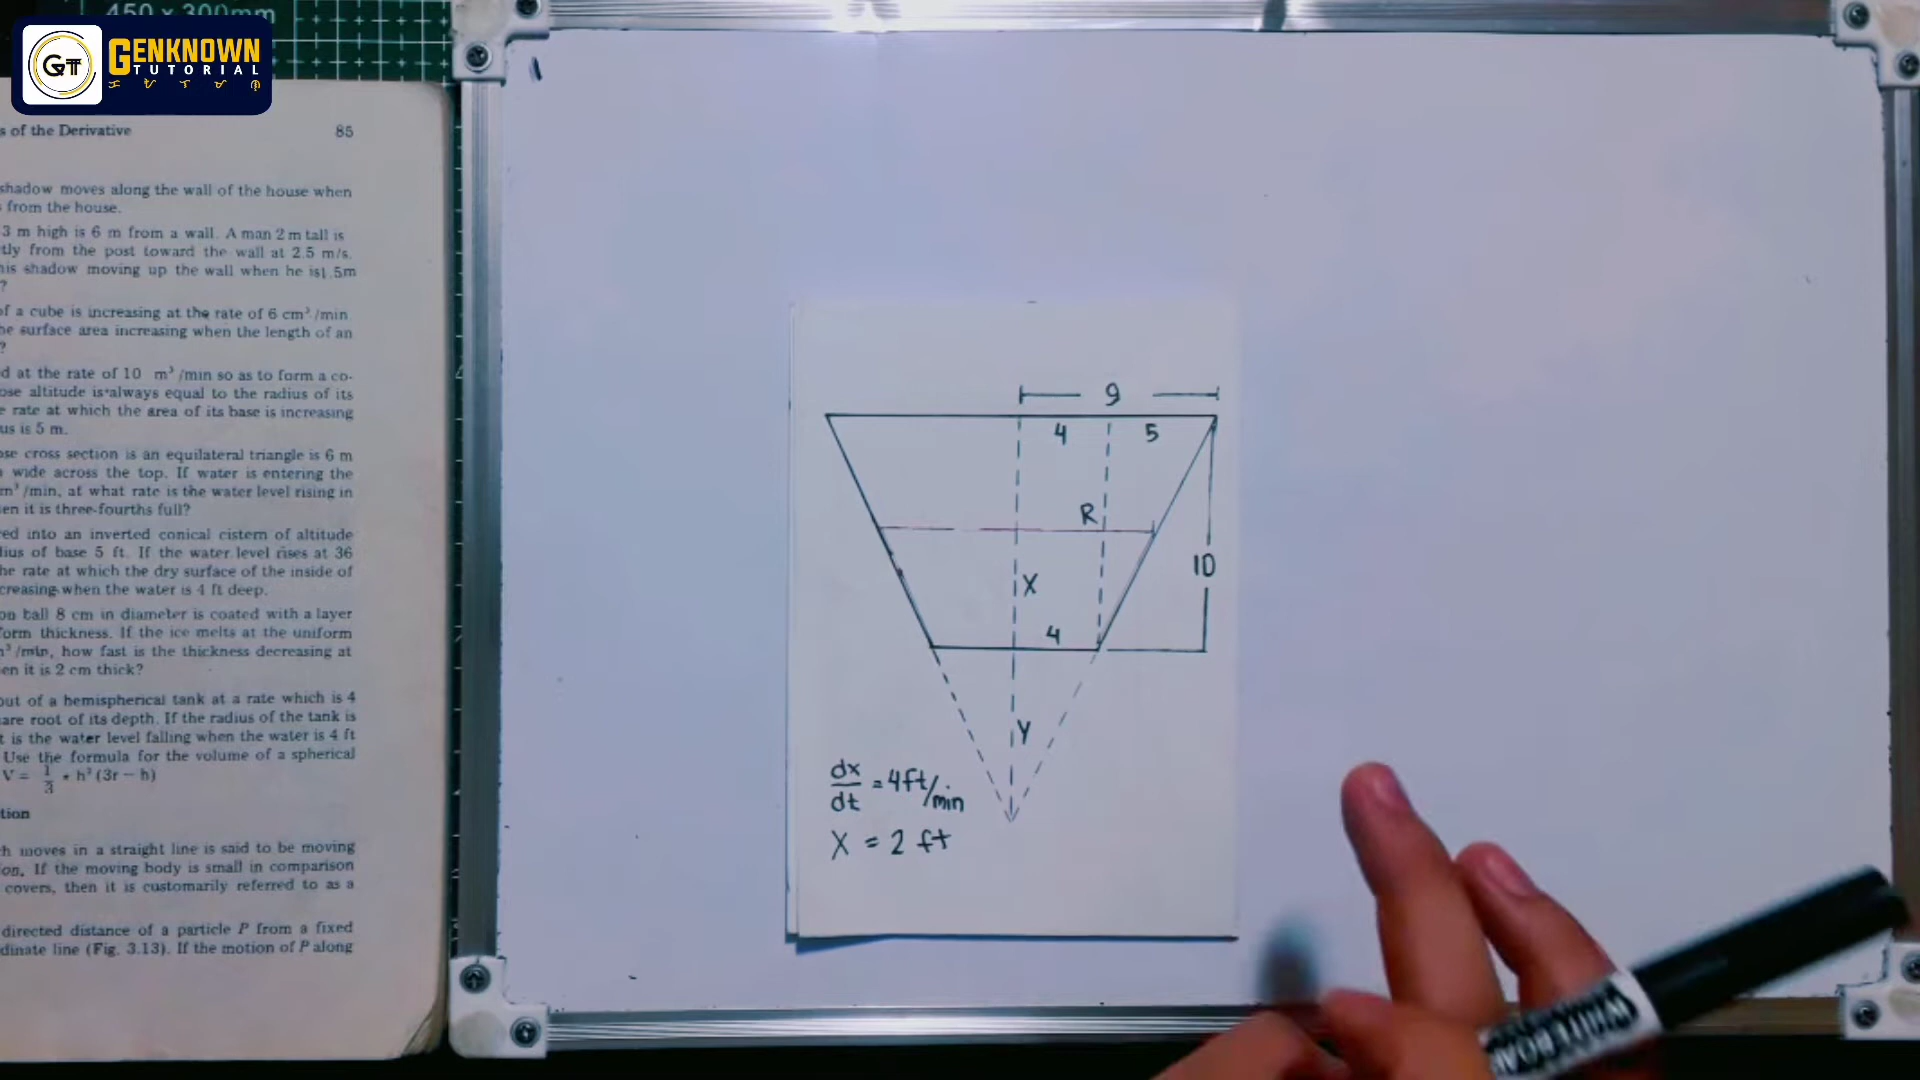 450 x 300mm
GT
GENKNOWN
TUTORIAL
s of the Derivative 85
shadow moves along the wall of the house when
from the house.
3 m high is 6 m from a wall. A man 2 m tall is
tly from the post toward the wall at 2.5 m/s.
his shadow moving up the wall when he is 1.5m
?
of a cube is increasing at the rate of 6 cm³/min
he surface area increasing when the length of an
?
d at the rate of 10 m³/min so as to form a co-
ose altitude is always equal to the radius of its
e rate at which the area of its base is increasing
us is 5 m.
ose cross section is an equilateral triangle is 6 m
wide across the top. If water is entering the
m³/min, at what rate is the water level rising in
en it is three-fourths full?
red into an inverted conical cistern of altitude
dius of base 5 ft. If the water level rises at 36
he rate at which the dry surface of the inside of
creasing when the water is 4 ft deep.
on ball 8 cm in diameter is coated with a layer
form thickness. If the ice melts at the uniform
m³/min, how fast is the thickness decreasing at
en it is 2 cm thick?
out of a hemispherical tank at a rate which is 4
are root of its depth. If the radius of the tank is
t is the water level falling when the water is 4 ft
Use the formula for the volume of a spherical
V = 1/3 π h² (3r – h)
tion
ch moves in a straight line is said to be moving
ion. If the moving body is small in comparison
covers, then it is customarily referred to as a
directed distance of a particle P from a fixed
dinate line (Fig. 3.13). If the motion of P along
9
4 5
R
10
X
4
Y
dx/dt = 4ft/min
X = 2 ft